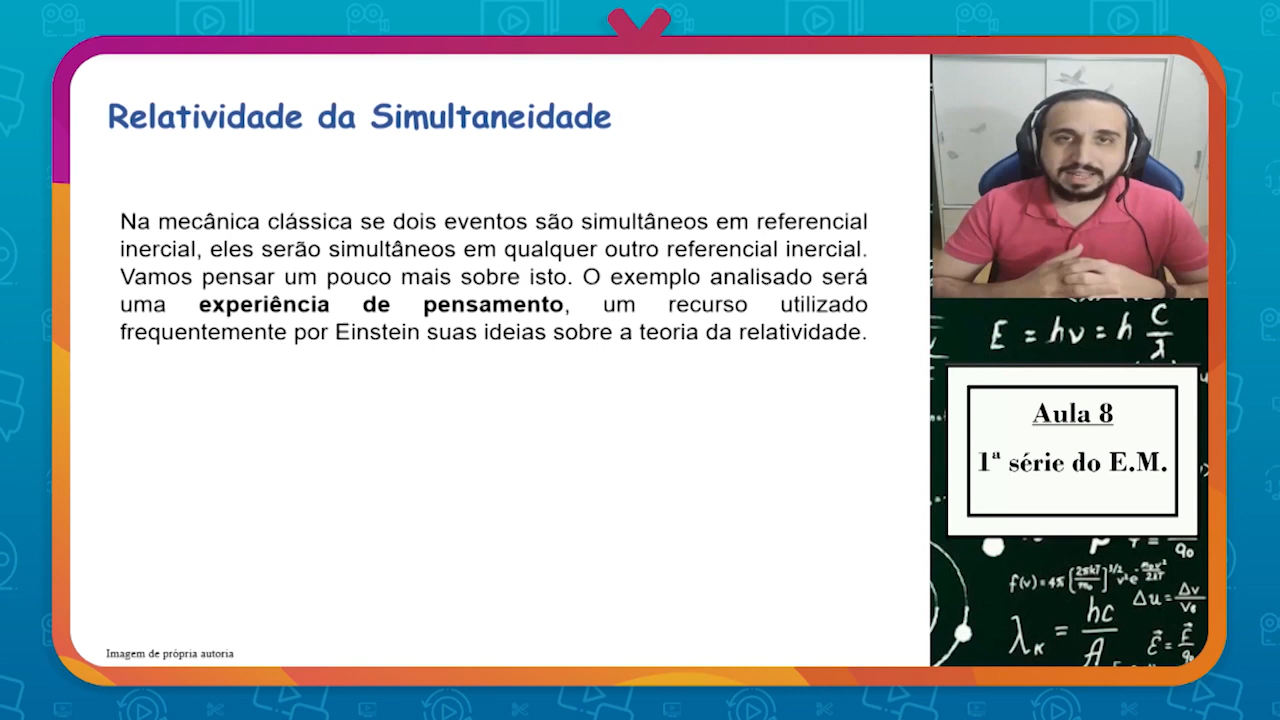 Relatividade da Simultaneidade
Na mecânica clássica se dois eventos são simultâneos em referencial
inercial, eles serão simultâneos em qualquer outro referencial inercial.
Vamos pensar um pouco mais sobre isto. O exemplo analisado será
uma experiência de pensamento, um recurso utilizado
frequentemente por Einstein suas ideias sobre a teoria da relatividade.
Imagem de própria autoria
E = hν = h C/λ
Aula 8
1ª série do E.M.
Δu = Δv/
λK = hc/A